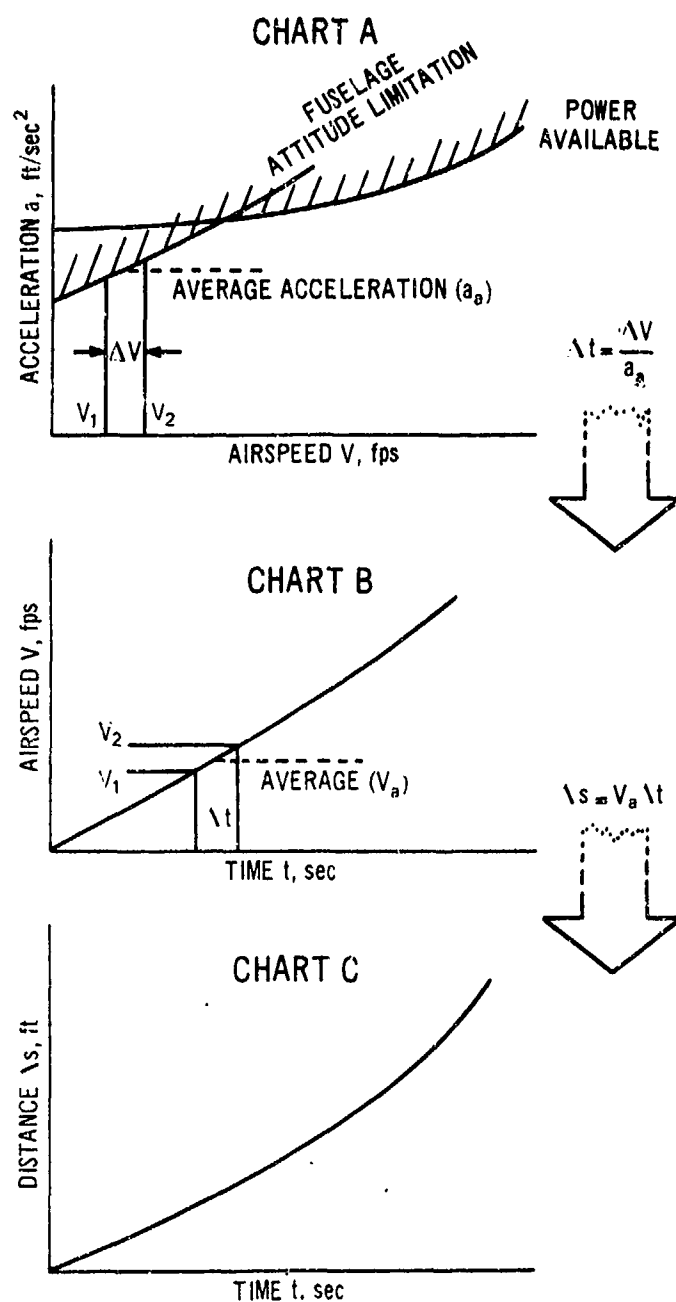 CHART A
FUSELAGE
ATTITUDE LIMITATION
POWER
AVAILABLE
ACCELERATION a, ft/sec²
AVERAGE ACCELERATION (aₐ)
ΔV
V₁
V₂
AIRSPEED V, fps
Δt = ΔV
aₐ
CHART B
AIRSPEED V, fps
V₂
V₁
AVERAGE (Vₐ)
Δt
TIME t, sec
Δs = Vₐ Δt
CHART C
DISTANCE Δs, ft
TIME t, sec